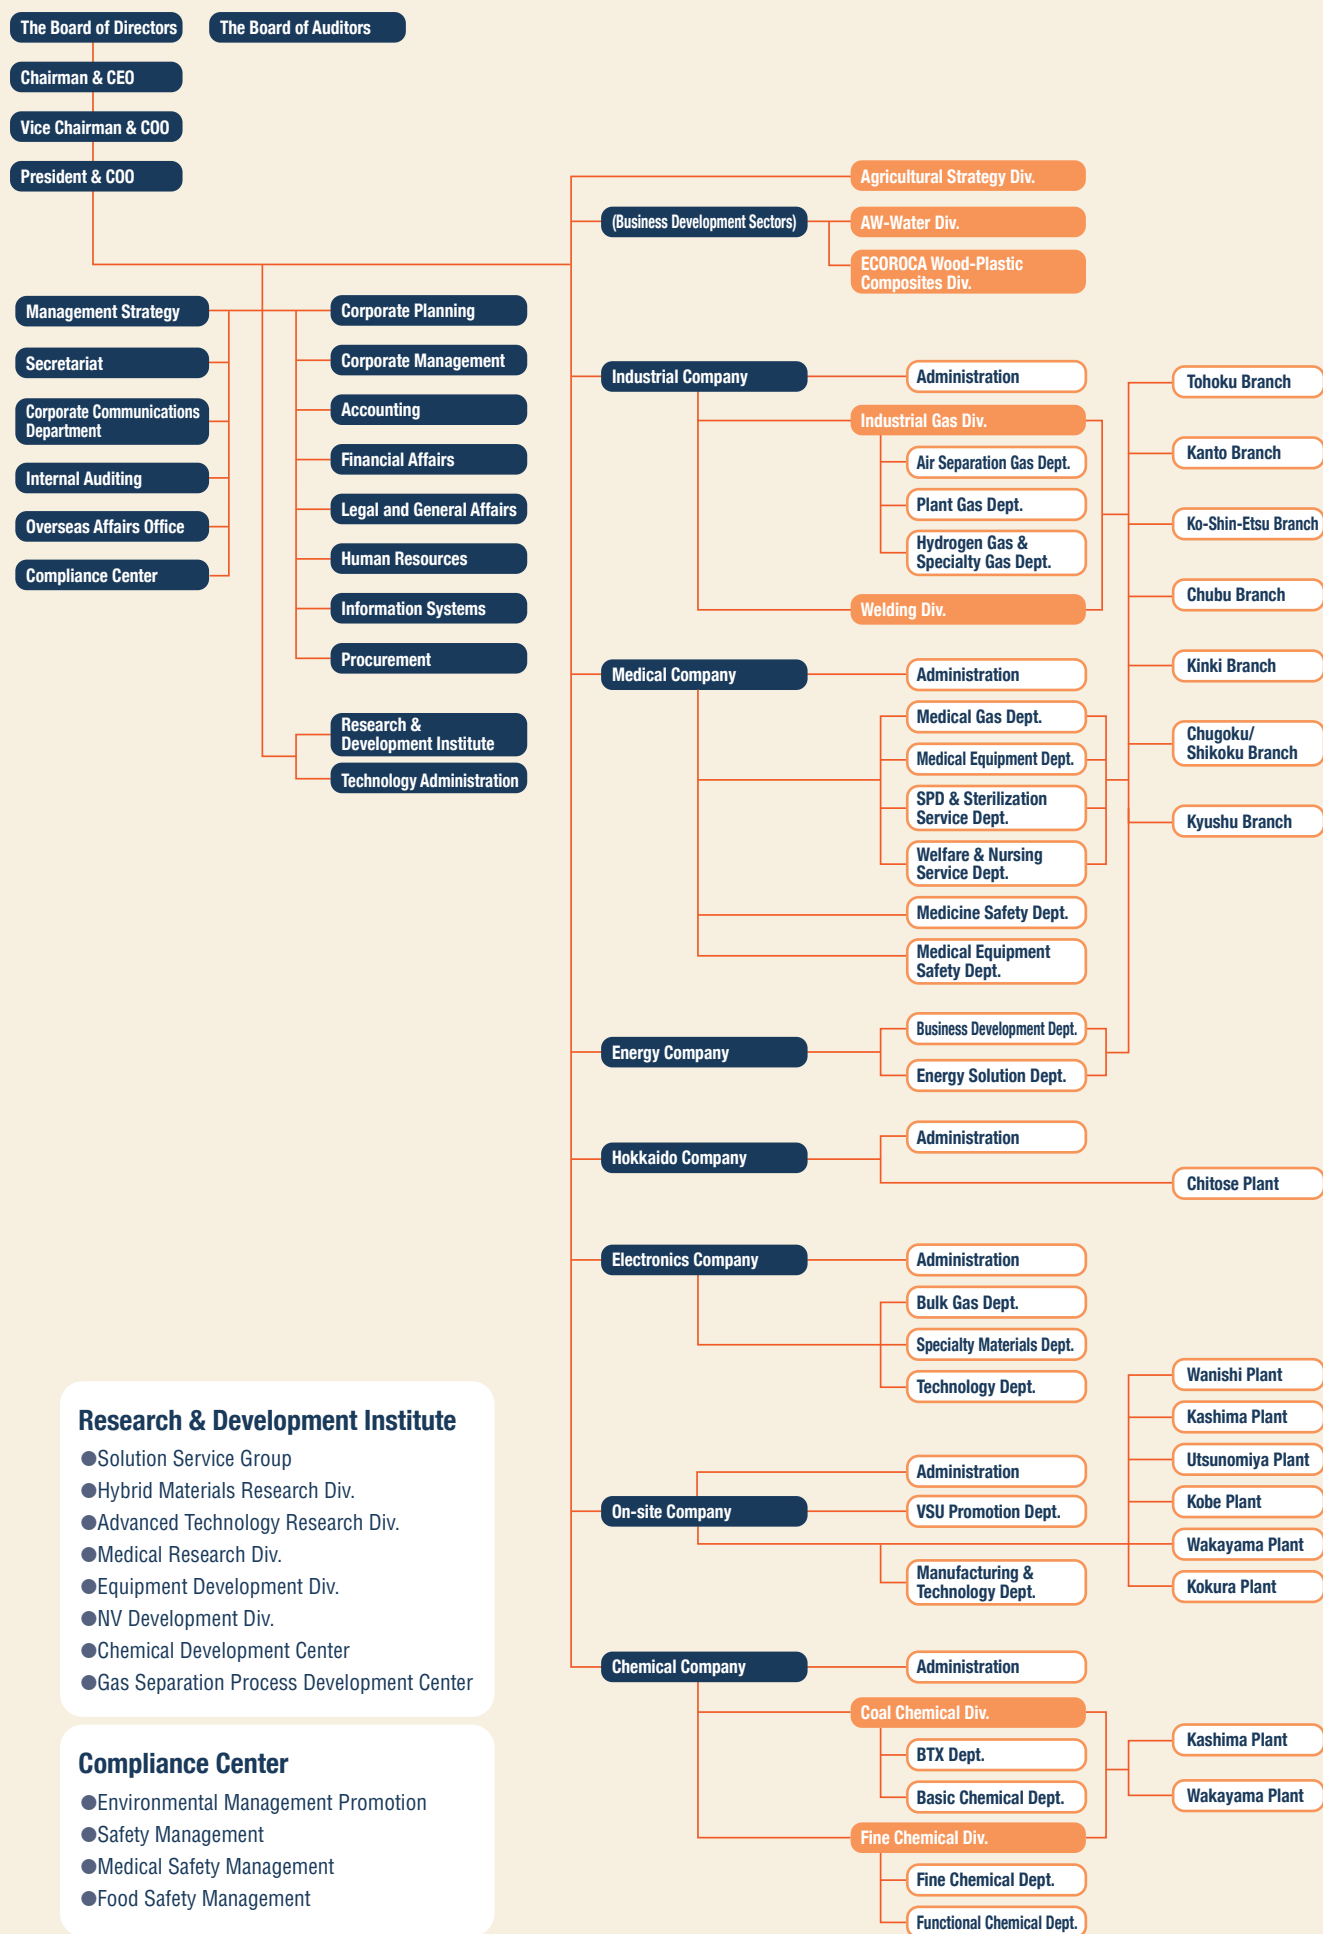 The Board of Directors
The Board of Auditors
Chairman & CEO
Vice Chairman & COO
President & COO
Management Strategy
Secretariat
Corporate Communications
Department
Internal Auditing
Overseas Affairs Office
Compliance Center
Corporate Planning
Corporate Management
Accounting
Financial Affairs
Legal and General Affairs
Human Resources
Information Systems
Procurement
Research &
Development Institute
Technology Administration
Agricultural Strategy Div.
(Business Development Sectors)
AW-Water Div.
ECOROCA Wood-Plastic
Composites Div.
Industrial Company
Administration
Industrial Gas Div.
Air Separation Gas Dept.
Plant Gas Dept.
Hydrogen Gas &
Specialty Gas Dept.
Welding Div.
Medical Company
Administration
Medical Gas Dept.
Medical Equipment Dept.
SPD & Sterilization
Service Dept.
Welfare & Nursing
Service Dept.
Medicine Safety Dept.
Medical Equipment
Safety Dept.
Energy Company
Business Development Dept.
Energy Solution Dept.
Tohoku Branch
Kanto Branch
Ko-Shin-Etsu Branch
Chubu Branch
Kinki Branch
Chugoku/
Shikoku Branch
Kyushu Branch
Hokkaido Company
Administration
Chitose Plant
Electronics Company
Administration
Bulk Gas Dept.
Specialty Materials Dept.
Technology Dept.
On-site Company
Administration
VSU Promotion Dept.
Manufacturing &
Technology Dept.
Wanishi Plant
Kashima Plant
Utsunomiya Plant
Kobe Plant
Wakayama Plant
Kokura Plant
Chemical Company
Administration
Coal Chemical Div.
BTX Dept.
Basic Chemical Dept.
Fine Chemical Div.
Fine Chemical Dept.
Functional Chemical Dept.
Kashima Plant
Wakayama Plant
Research & Development Institute
●Solution Service Group
●Hybrid Materials Research Div.
●Advanced Technology Research Div.
●Medical Research Div.
●Equipment Development Div.
●NV Development Div.
●Chemical Development Center
●Gas Separation Process Development Center
Compliance Center
●Environmental Management Promotion
●Safety Management
●Medical Safety Management
●Food Safety Management